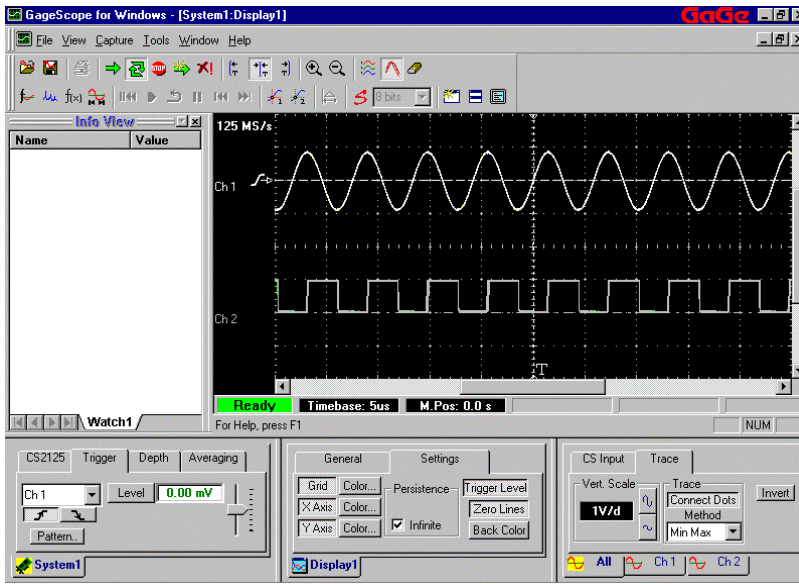 GageScope for Windows - [System1:Display1]
GaGe
File View Capture Tools Window Help
f(x)
1 2
8 bits
Info View
Name Value
Watch1
125 MS/s
Ch 1
Ch 2
T
Ready Timebase: 5us M.Pos: 0.0 s
For Help, press F1
NUM
CS2125 Trigger Depth Averaging
Ch 1 Level 0.00 mV
Pattern..
System1
General Settings
Grid Color...
X Axis Color...
Y Axis Color...
Persistence
Infinite
Trigger Level
Zero Lines
Back Color
Display1
CS Input Trace
Vert. Scale
1V/d
Trace
Connect Dots
Method
Min Max
Invert
All Ch 1 Ch 2